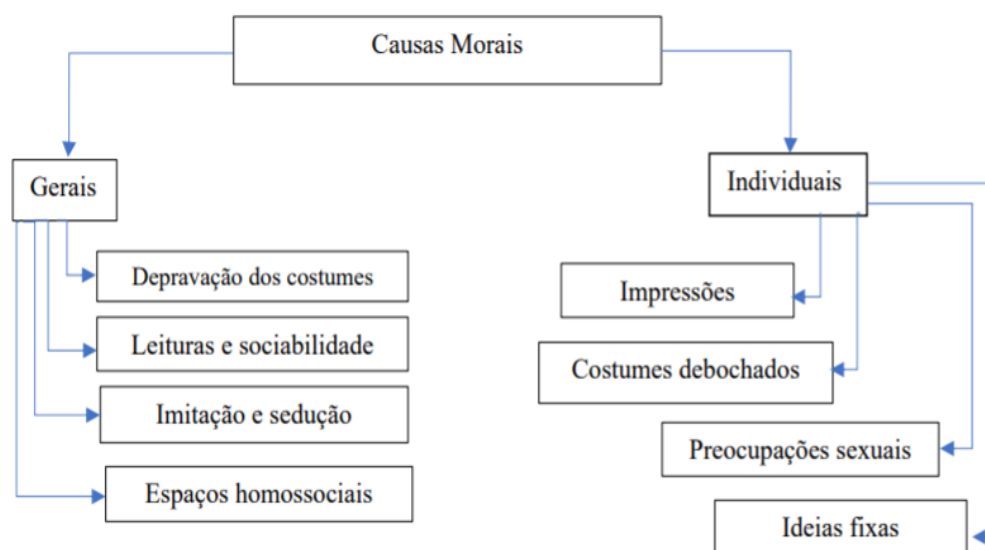 Causas Morais
Gerais
Individuais
Depravação dos costumes
Impressões
Leituras e sociabilidade
Costumes debochados
Imitação e sedução
Preocupações sexuais
Espaços homossociais
Ideias fixas